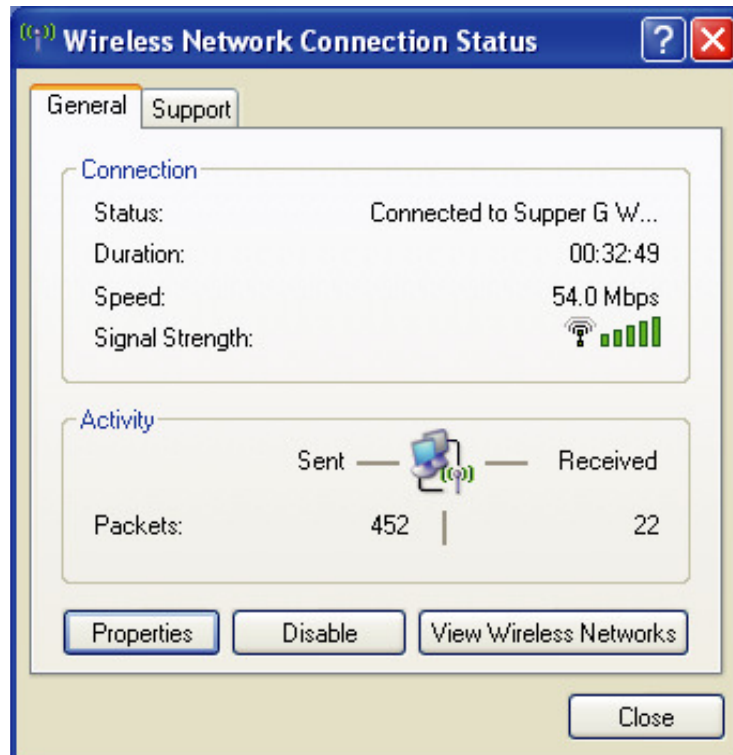 Wireless Network Connection Status
General Support
Connection
Status: Connected to Supper G W...
Duration: 00:32:49
Speed: 54.0 Mbps
Signal Strength:
Activity
Sent Received
Packets: 452 22
Properties Disable View Wireless Networks
Close